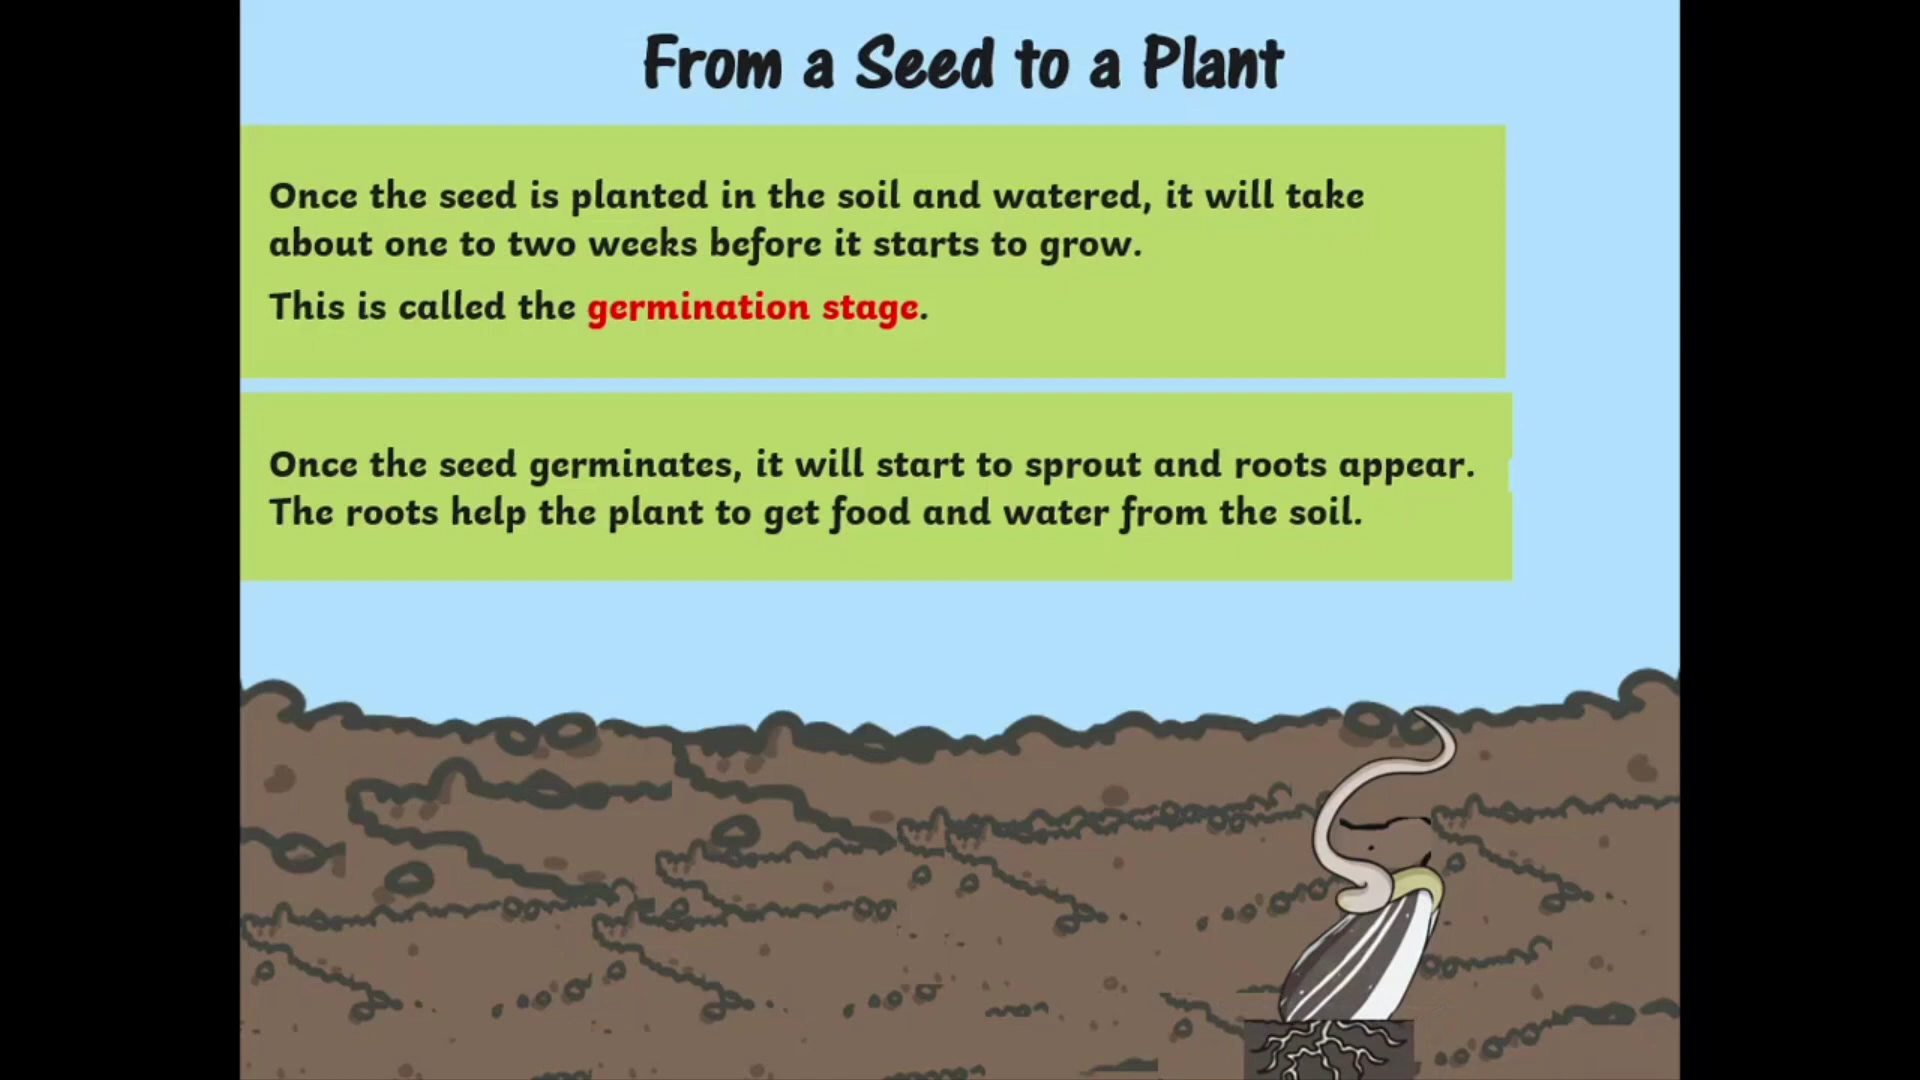 From a Seed to a Plant
Once the seed is planted in the soil and watered, it will take
about one to two weeks before it starts to grow.
This is called the germination stage.
Once the seed germinates, it will start to sprout and roots appear.
The roots help the plant to get food and water from the soil.